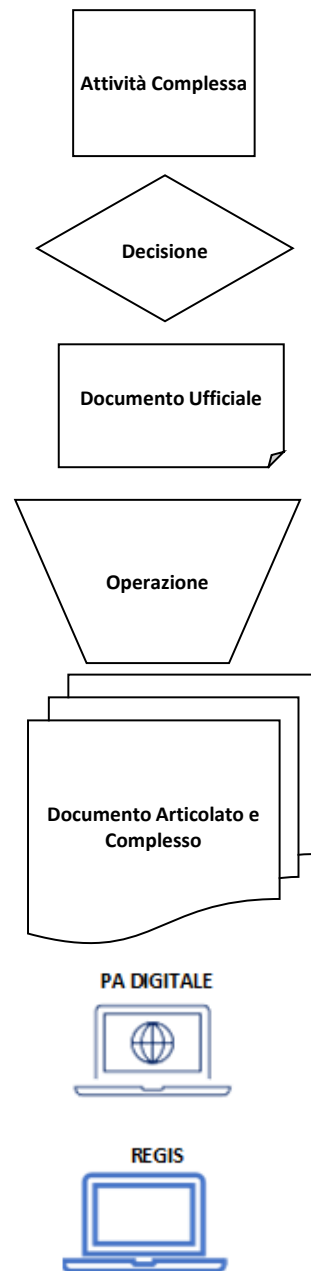 Attività Complessa
Decisione
Documento Ufficiale
Operazione
Documento Articolato e
Complesso
PA DIGITALE
REGIS